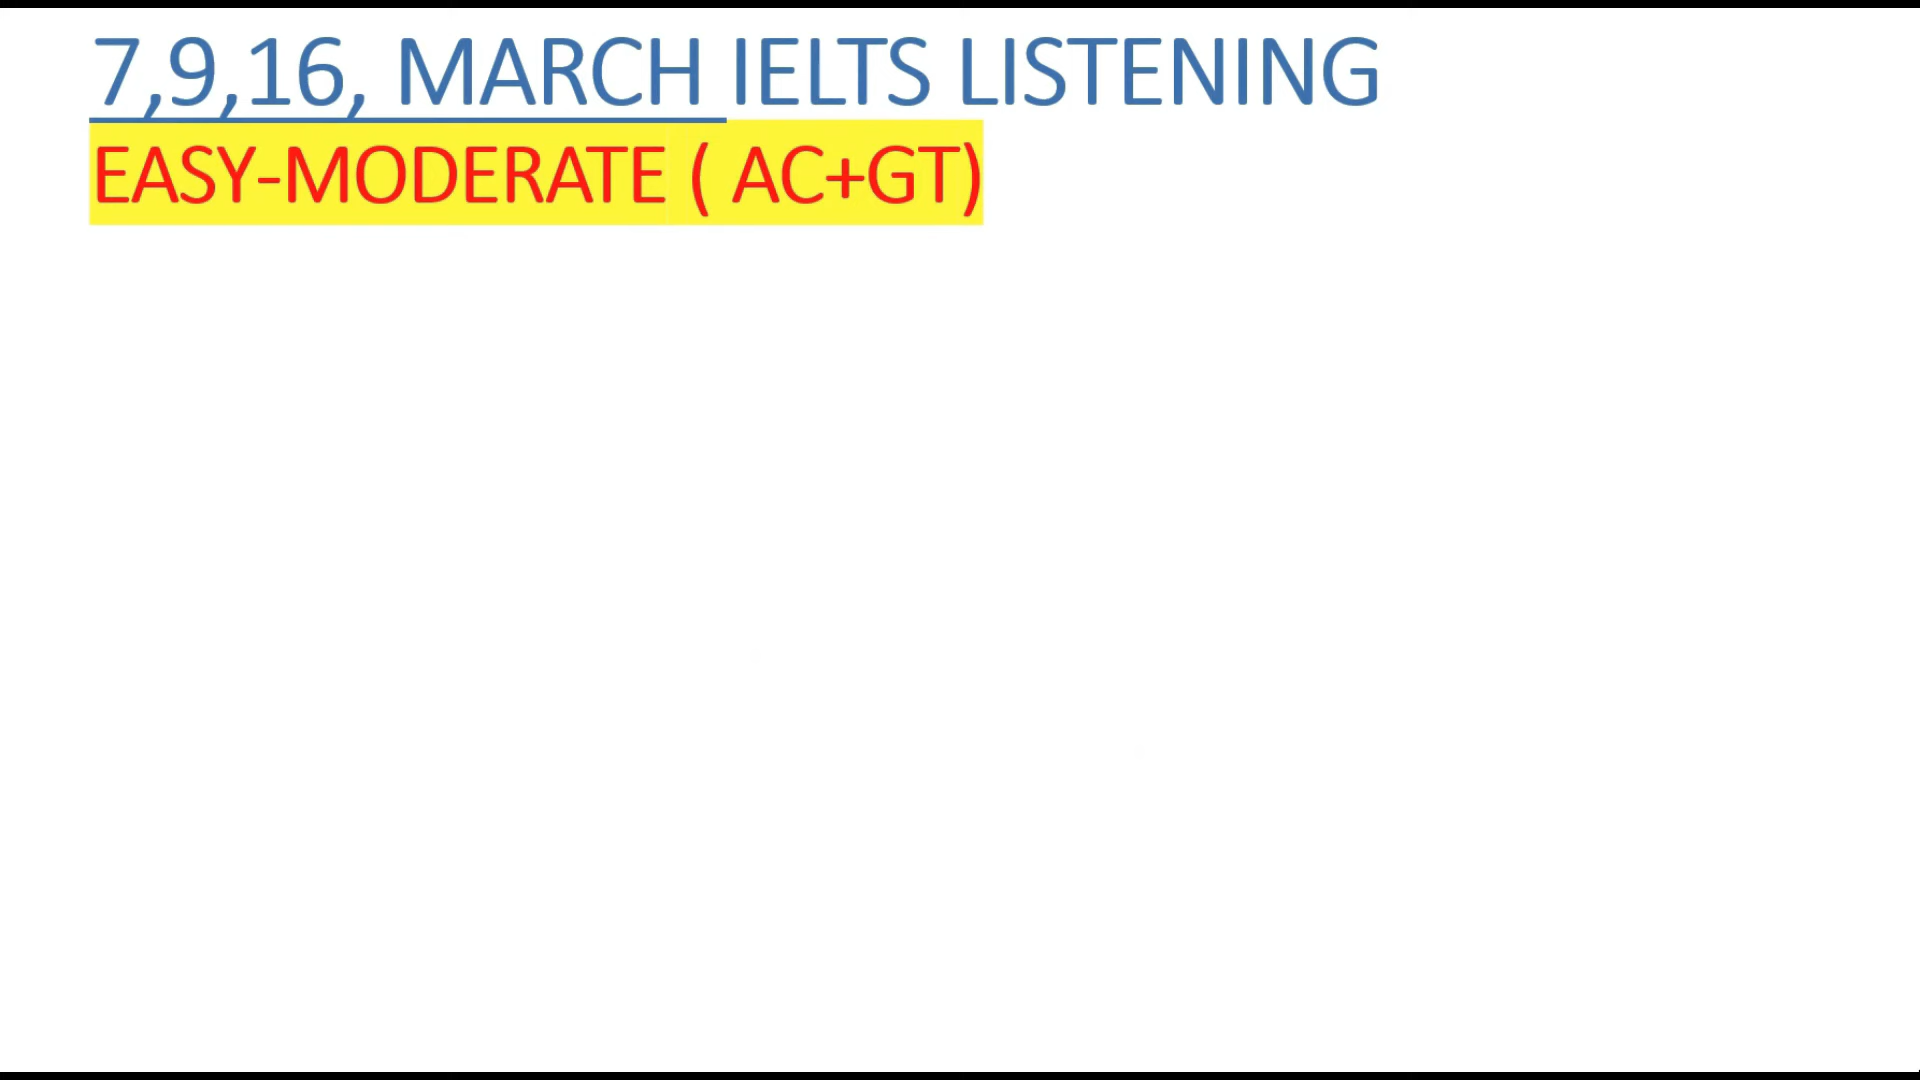 7,9,16, MARCH IELTS LISTENING
EASY-MODERATE ( AC+GT)